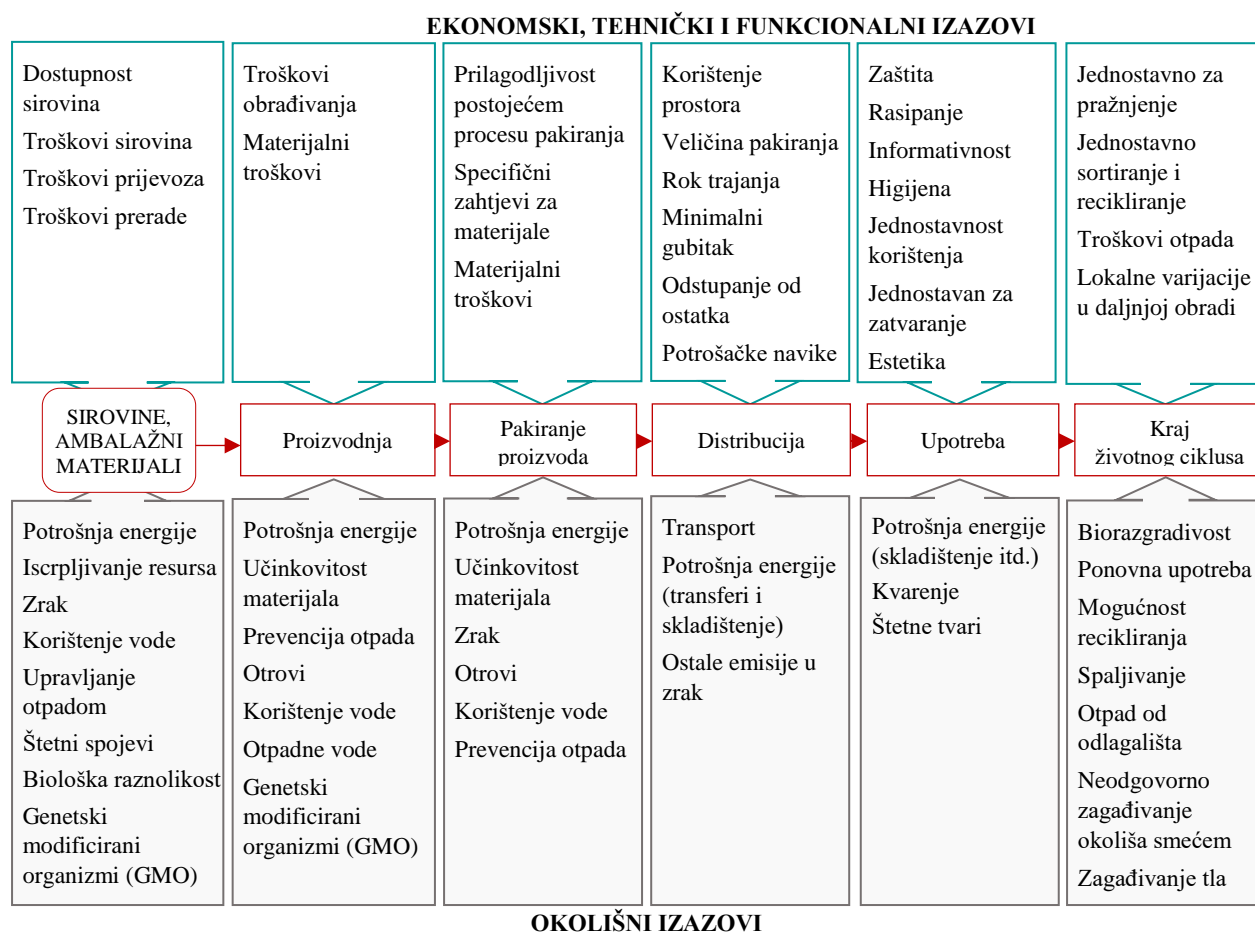 EKONOMSKI, TEHNIČKI I FUNKCIONALNI IZAZOVI
Dostupnost
sirovina
Troškovi sirovina
Troškovi prijevoza
Troškovi prerade
Troškovi
obrađivanja
Materijalni
troškovi
Prilagodljivost
postojećem
procesu pakiranja
Specifični
zahtjevi za
materijale
Materijalni
troškovi
Korištenje
prostora
Veličina pakiranja
Rok trajanja
Minimalni
gubitak
Odstupanje od
ostatka
Potrošačke navike
Zaštita
Rasipanje
Informativnost
Higijena
Jednostavnost
korištenja
Jednostavan za
zatvaranje
Estetika
Jednostavno za
pražnjenje
Jednostavno
sortiranje i
recikliranje
Troškovi otpada
Lokalne varijacije
u daljnjoj obradi
SIROVINE,
AMBALAŽNI
MATERIJALI
Proizvodnja
Pakiranje
proizvoda
Distribucija
Upotreba
Kraj
životnog ciklusa
Potrošnja energije
Iscrpljivanje resursa
Zrak
Korištenje vode
Upravljanje
otpadom
Štetni spojevi
Biološka raznolikost
Genetski
modificirani
organizmi (GMO)
Potrošnja energije
Učinkovitost
materijala
Prevencija otpada
Otrovi
Korištenje vode
Otpadne vode
Genetski
modificirani
organizmi (GMO)
Potrošnja energije
Učinkovitost
materijala
Zrak
Otrovi
Korištenje vode
Prevencija otpada
Transport
Potrošnja energije
(transferi i
skladištenje)
Ostale emisije u
zrak
Potrošnja energije
(skladištenje itd.)
Kvarenje
Štetne tvari
Biorazgradivost
Ponovna upotreba
Mogućnost
recikliranja
Spaljivanje
Otpad od
odlagališta
Neodgovorno
zagađivanje
okoliša smećem
Zagađivanje tla
OKOLIŠNI IZAZOVI